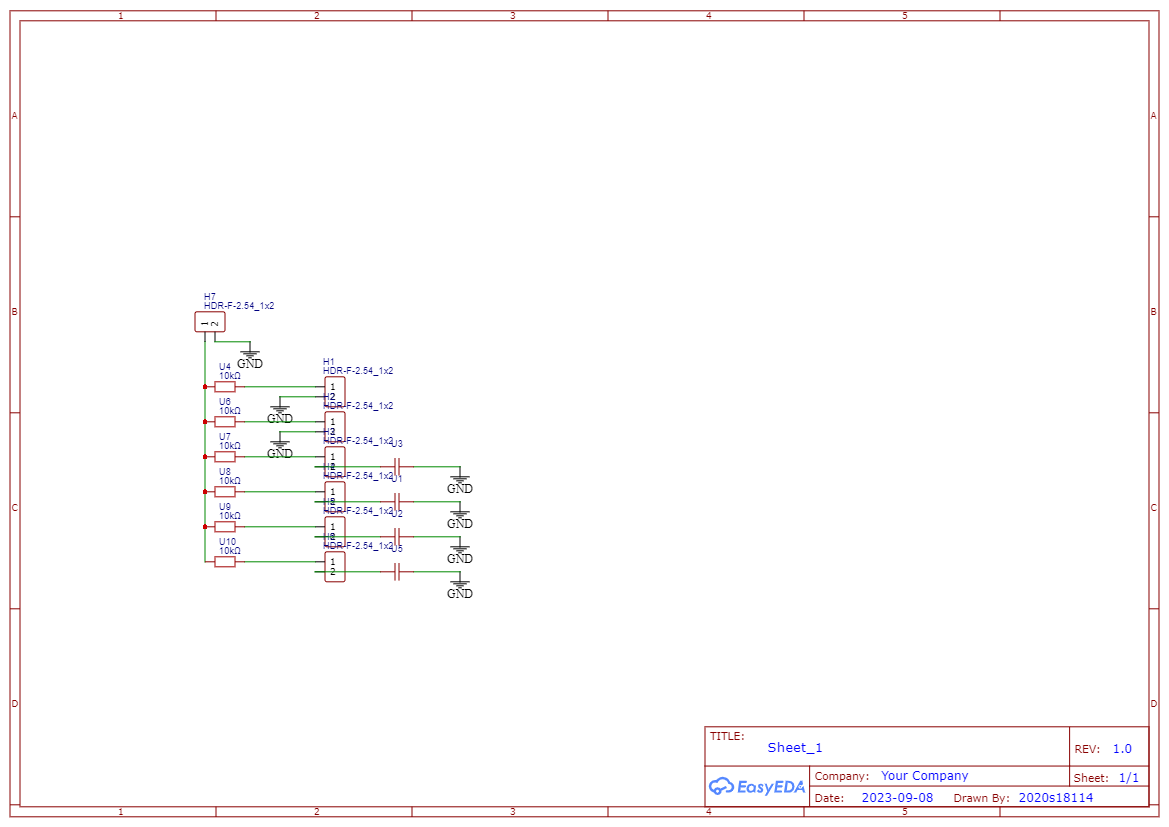 1 2 3 4 5
A A
H7
HDR-F-2.54_1x2
1 2
B B
GND
H1
U4
HDR-F-2.54_1x2
10kΩ
1
2
U6
HDR-F-2.54_1x2
10kΩ
GND
1
U7
HDR-F-2.54_1x2
U3
10kΩ
GND
1
U8
HDR-F-2.54_1x2
U1
10kΩ
GND
1
C C
U9
HDR-F-2.54_1x2
U2
10kΩ
GND
1
U10
HDR-F-2.54_1x2
U5
10kΩ
GND
1
2
GND
D D
TITLE:
Sheet_1
REV: 1.0
Company: Your Company
Sheet: 1/1
EasyEDA
Date: 2023-09-08 Drawn By: 2020s18114
1 2 3 4 5